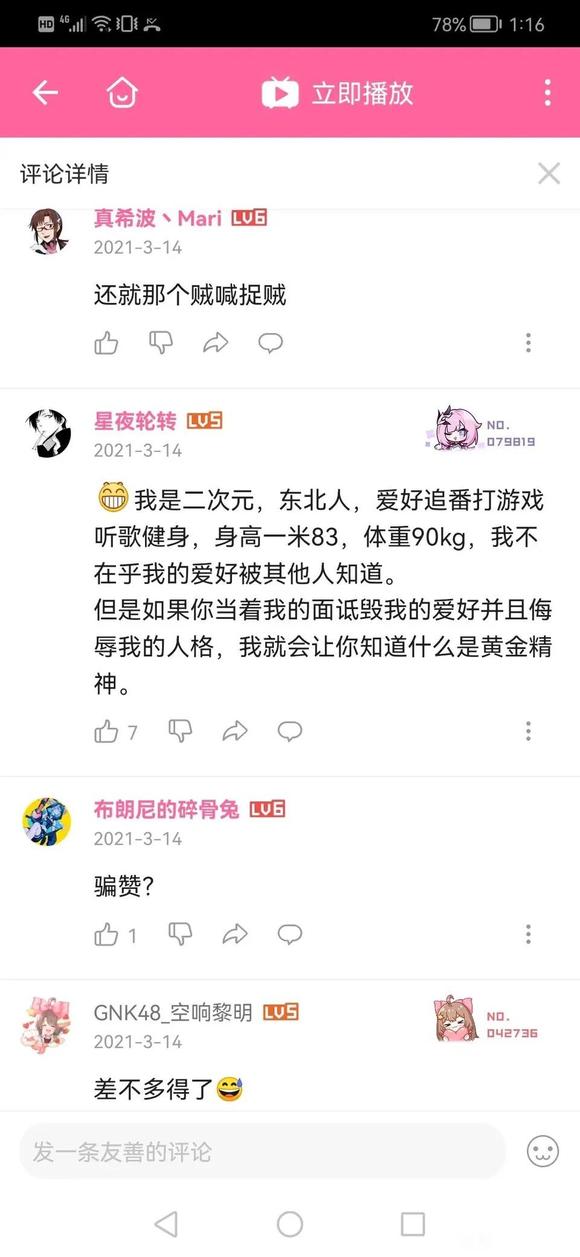 HD 4G 78% 1:16
立即播放
评论详情
真希波丶Mari LV6
2021-3-14
还就那个贼喊捉贼
星夜轮转 LV5
NO.
079819
2021-3-14
😁我是二次元，东北人，爱好追番打游戏
听歌健身，身高一米83，体重90kg，我不
在乎我的爱好被其他人知道。
但是如果你当着我的面诋毁我的爱好并且侮
辱我的人格，我就会让你知道什么是黄金精
神。
7
布朗尼的碎骨兔 LV6
2021-3-14
骗赞？
1
GNK48_空响黎明 LV5
NO.
042736
2021-3-14
差不多得了😅
发一条友善的评论